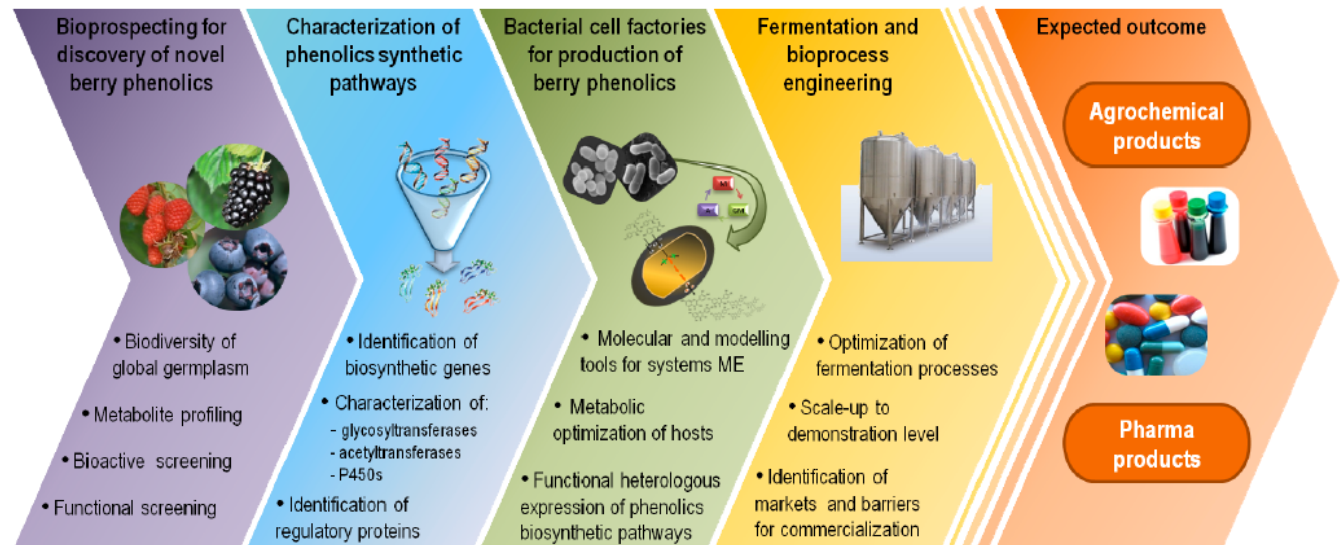 Bioprospecting for
discovery of novel
berry phenolics
• Biodiversity of
global germplasm
• Metabolite profiling
• Bioactive screening
• Functional screening
Characterization of
phenolics synthetic
pathways
• Identification of
biosynthetic genes
• Characterization of:
- glycosyltransferases
- acetyltransferases
- P450s
• Identification of
regulatory proteins
Bacterial cell factories
for production of
berry phenolics
• Molecular and modelling
tools for systems ME
• Metabolic
optimization of hosts
• Functional heterologous
expression of phenolics
biosynthetic pathways
Fermentation and
bioprocess
engineering
• Optimization of
fermentation processes
• Scale-up to
demonstration level
• Identification of
markets and barriers
for commercialization
Expected outcome
Agrochemical
products
Pharma
products